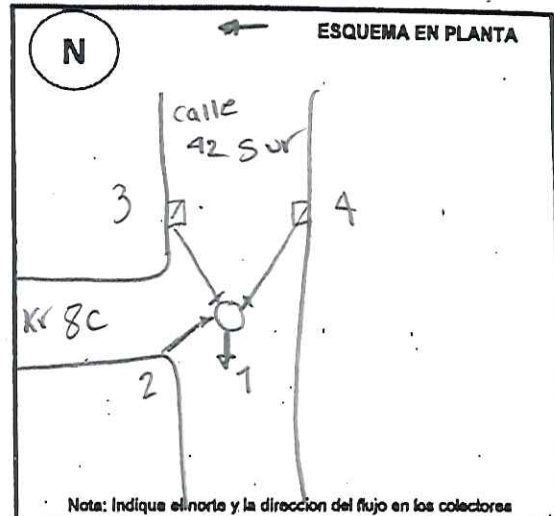 N
ESQUEMA EN PLANTA
calle
42 Sur
3
4
Kr 8C
2
1
Nota: Indique el norte y la direccion del flujo en los colectores